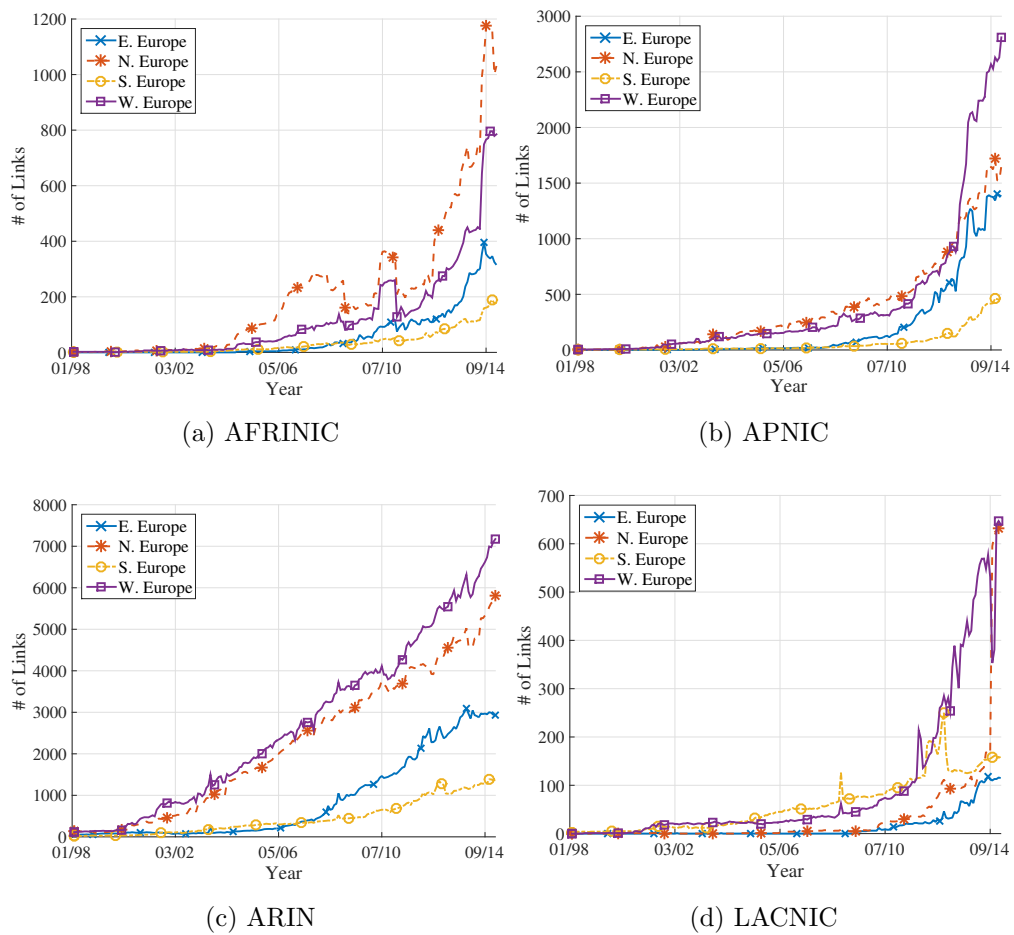 1200
1000
800
600
400
200
0
# of Links
E. Europe
N. Europe
S. Europe
W. Europe
01/98 03/02 05/06 07/10 09/14
Year
(a) AFRINIC
3000
2500
2000
1500
1000
500
0
# of Links
E. Europe
N. Europe
S. Europe
W. Europe
01/98 03/02 05/06 07/10 09/14
Year
(b) APNIC
8000
7000
6000
5000
4000
3000
2000
1000
0
# of Links
E. Europe
N. Europe
S. Europe
W. Europe
01/98 03/02 05/06 07/10 09/14
Year
(c) ARIN
700
600
500
400
300
200
100
0
# of Links
E. Europe
N. Europe
S. Europe
W. Europe
01/98 03/02 05/06 07/10 09/14
Year
(d) LACNIC